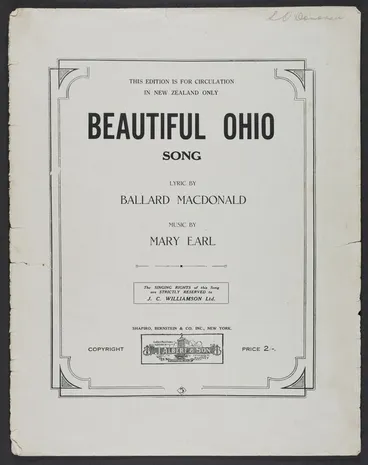 THIS EDITION IS FOR CIRCULATION
IN NEW ZEALAND ONLY
BEAUTIFUL OHIO
SONG
LYRIC BY
BALLARD MACDONALD
MUSIC BY
MARY EARL
The SINGING RIGHTS of this Song
are STRICTLY RESERVED to
J. C. WILLIAMSON Ltd.
SHAPIRO, BERNSTEIN & CO. INC., NEW YORK.
COPYRIGHT
J. ALBERT & SON
PRICE 2/-